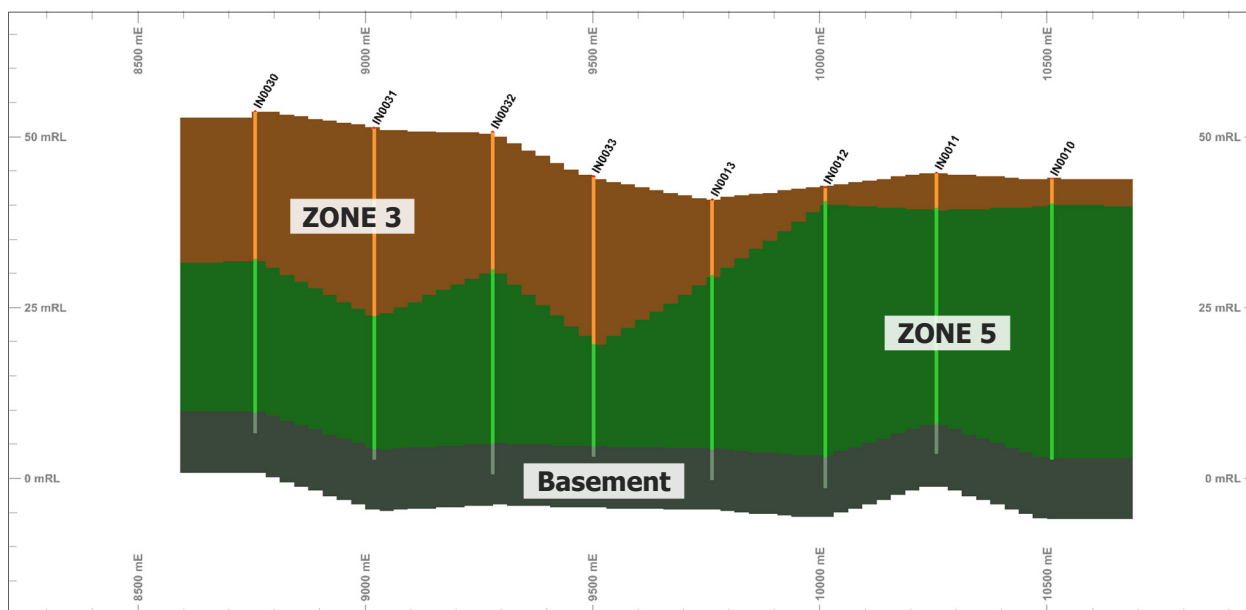 8500 mE
9000 mE
9500 mE
10000 mE
10500 mE
IN0030
IN0031
IN0032
IN0033
IN0013
IN0012
IN0011
IN0010
50 mRL
50 mRL
ZONE 3
25 mRL
25 mRL
ZONE 5
0 mRL
Basement
0 mRL
8500 mE
9000 mE
9500 mE
10000 mE
10500 mE